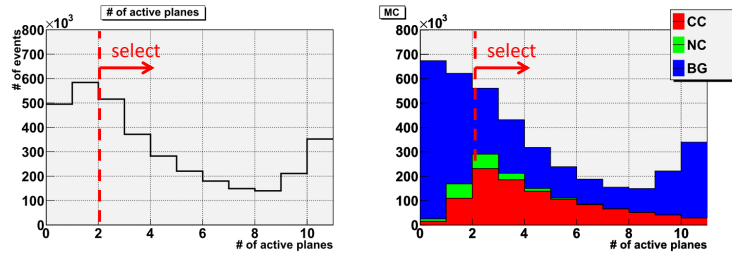 # of active planes
×10³
# of events
select
800
700
600
500
400
300
200
100
0
0 2 4 6 8 10
# of active planes
MC
×10³
select
CC
NC
BG
800
700
600
500
400
300
200
100
0
0 2 4 6 8 10
# of active planes